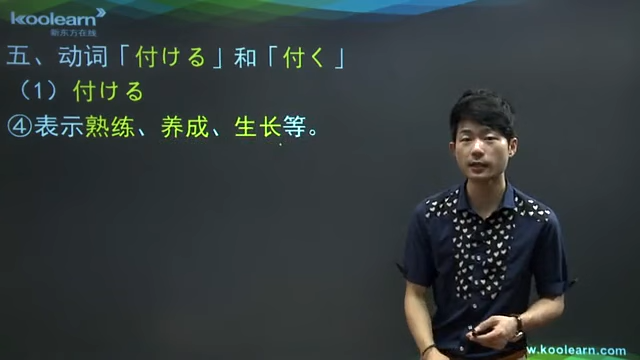 koolearn
新东方在线
五、动词「付ける」和「付く」
（1）付ける
④表示熟练、养成、生长等。
w.koolearn.com